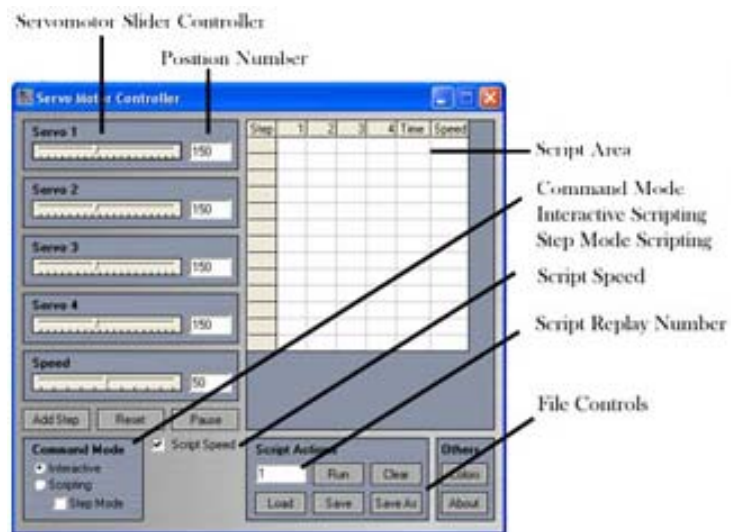 Servomotor Slider Controller
Position Number
Servo Motor Controller
Servo 1
150
Servo 2
150
Servo 3
150
Servo 4
150
Speed
50
Add Step Reset Pause
Command Mode
Interactive
Scripting
Step Mode
Script Speed
Step 1 2 3 4 Time Speed
Script Actions
1 Run Clear
Load Save Save As
Others
Colors
About
Script Area
Command Mode
Interactive Scripting
Step Mode Scripting
Script Speed
Script Replay Number
File Controls